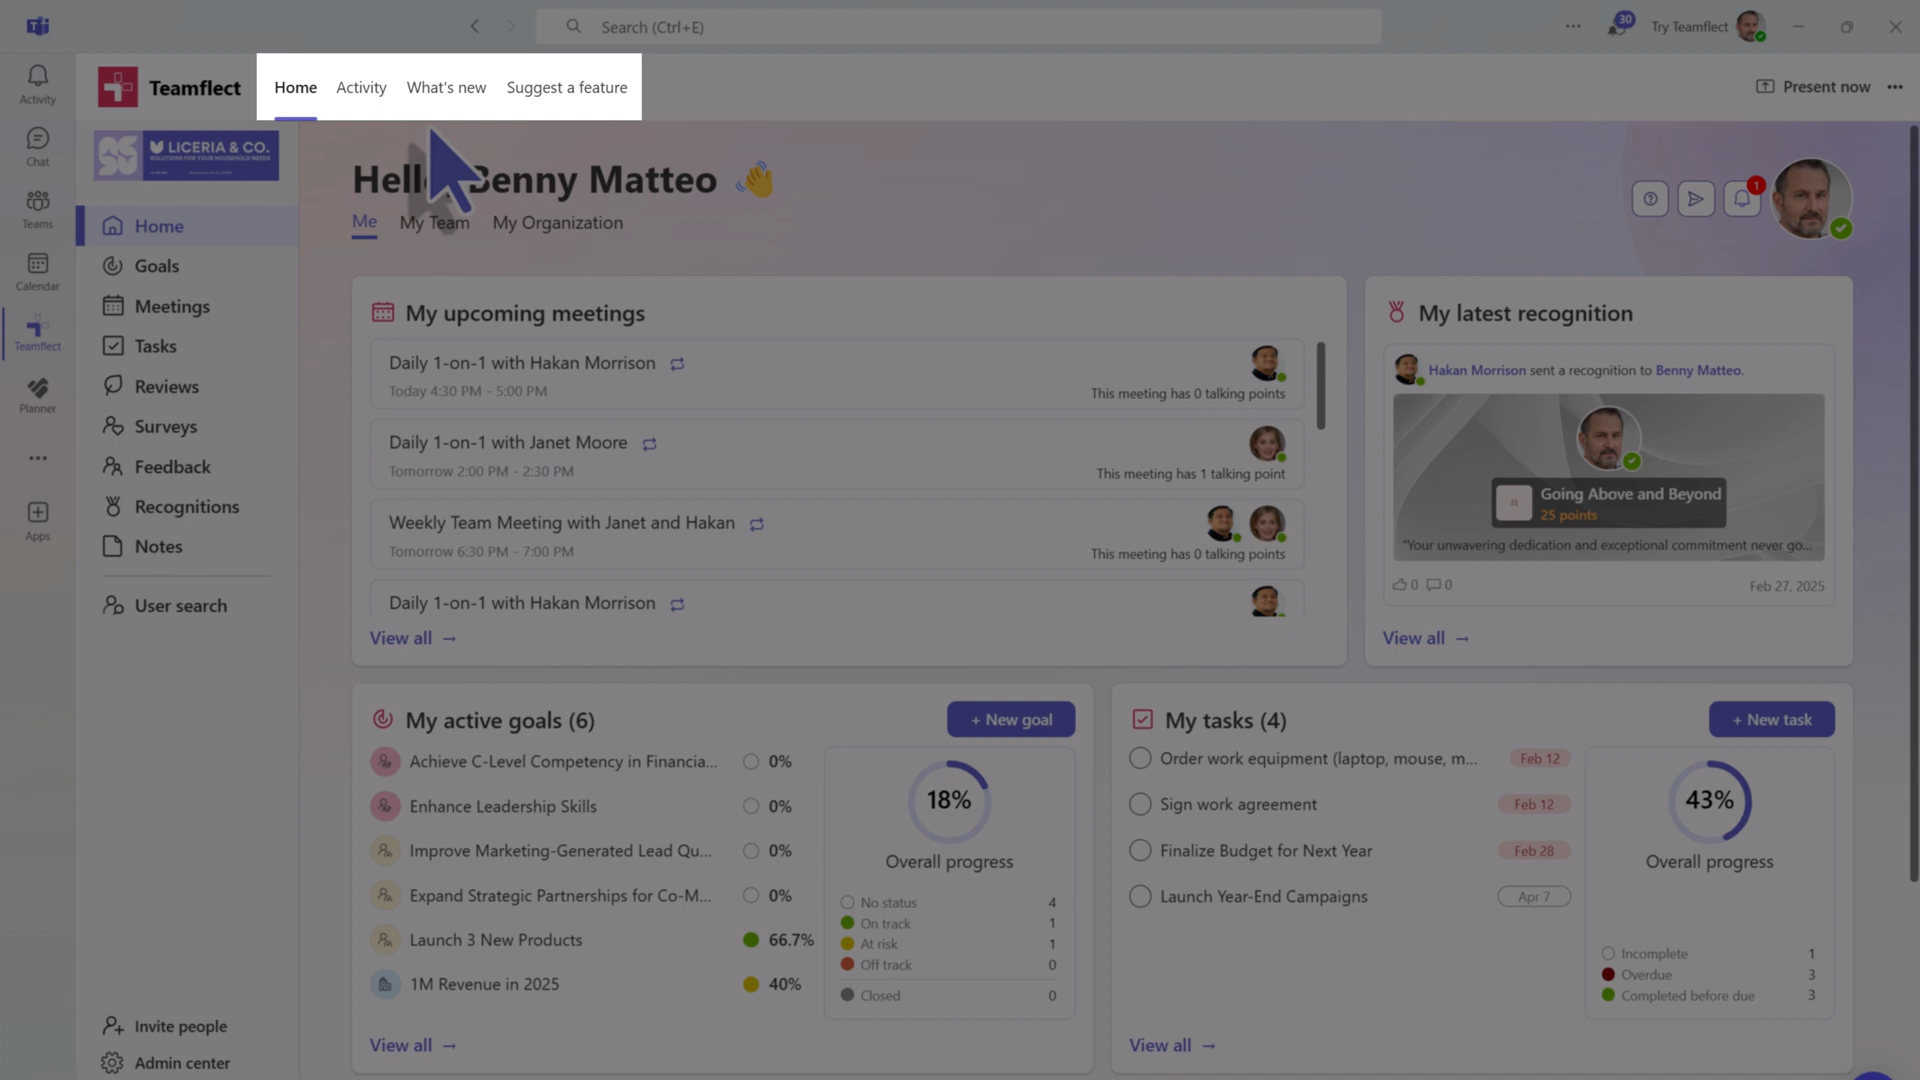 Search (Ctrl+E)
30
Try Teamflect
Activity
Chat
Teams
Calendar
Teamflect
Planner
Apps
Teamflect
Home
Activity
What's new
Suggest a feature
Present now
LICERIA & CO.
SOLUTIONS FOR YOUR HOUSEHOLD NEEDS
Home
Goals
Meetings
Tasks
Reviews
Surveys
Feedback
Recognitions
Notes
User search
Invite people
Admin center
Hello Benny Matteo 👋
Me
My Team
My Organization
1
My upcoming meetings
Daily 1-on-1 with Hakan Morrison
Today 4:30 PM - 5:00 PM
This meeting has 0 talking points
Daily 1-on-1 with Janet Moore
Tomorrow 2:00 PM - 2:30 PM
This meeting has 1 talking point
Weekly Team Meeting with Janet and Hakan
Tomorrow 6:30 PM - 7:00 PM
This meeting has 0 talking points
Daily 1-on-1 with Hakan Morrison
View all →
My latest recognition
Hakan Morrison sent a recognition to Benny Matteo.
Going Above and Beyond
25 points
"Your unwavering dedication and exceptional commitment never go...
0 0
Feb 27, 2025
View all →
My active goals (6)
+ New goal
Achieve C-Level Competency in Financia... 0%
Enhance Leadership Skills 0%
Improve Marketing-Generated Lead Qu... 0%
Expand Strategic Partnerships for Co-M... 0%
Launch 3 New Products 66.7%
1M Revenue in 2025 40%
18%
Overall progress
No status 4
On track 1
At risk 1
Off track 0
Closed 0
View all →
My tasks (4)
+ New task
Order work equipment (laptop, mouse, m... Feb 12
Sign work agreement Feb 12
Finalize Budget for Next Year Feb 28
Launch Year-End Campaigns Apr 7
43%
Overall progress
Incomplete 1
Overdue 3
Completed before due 3
View all →